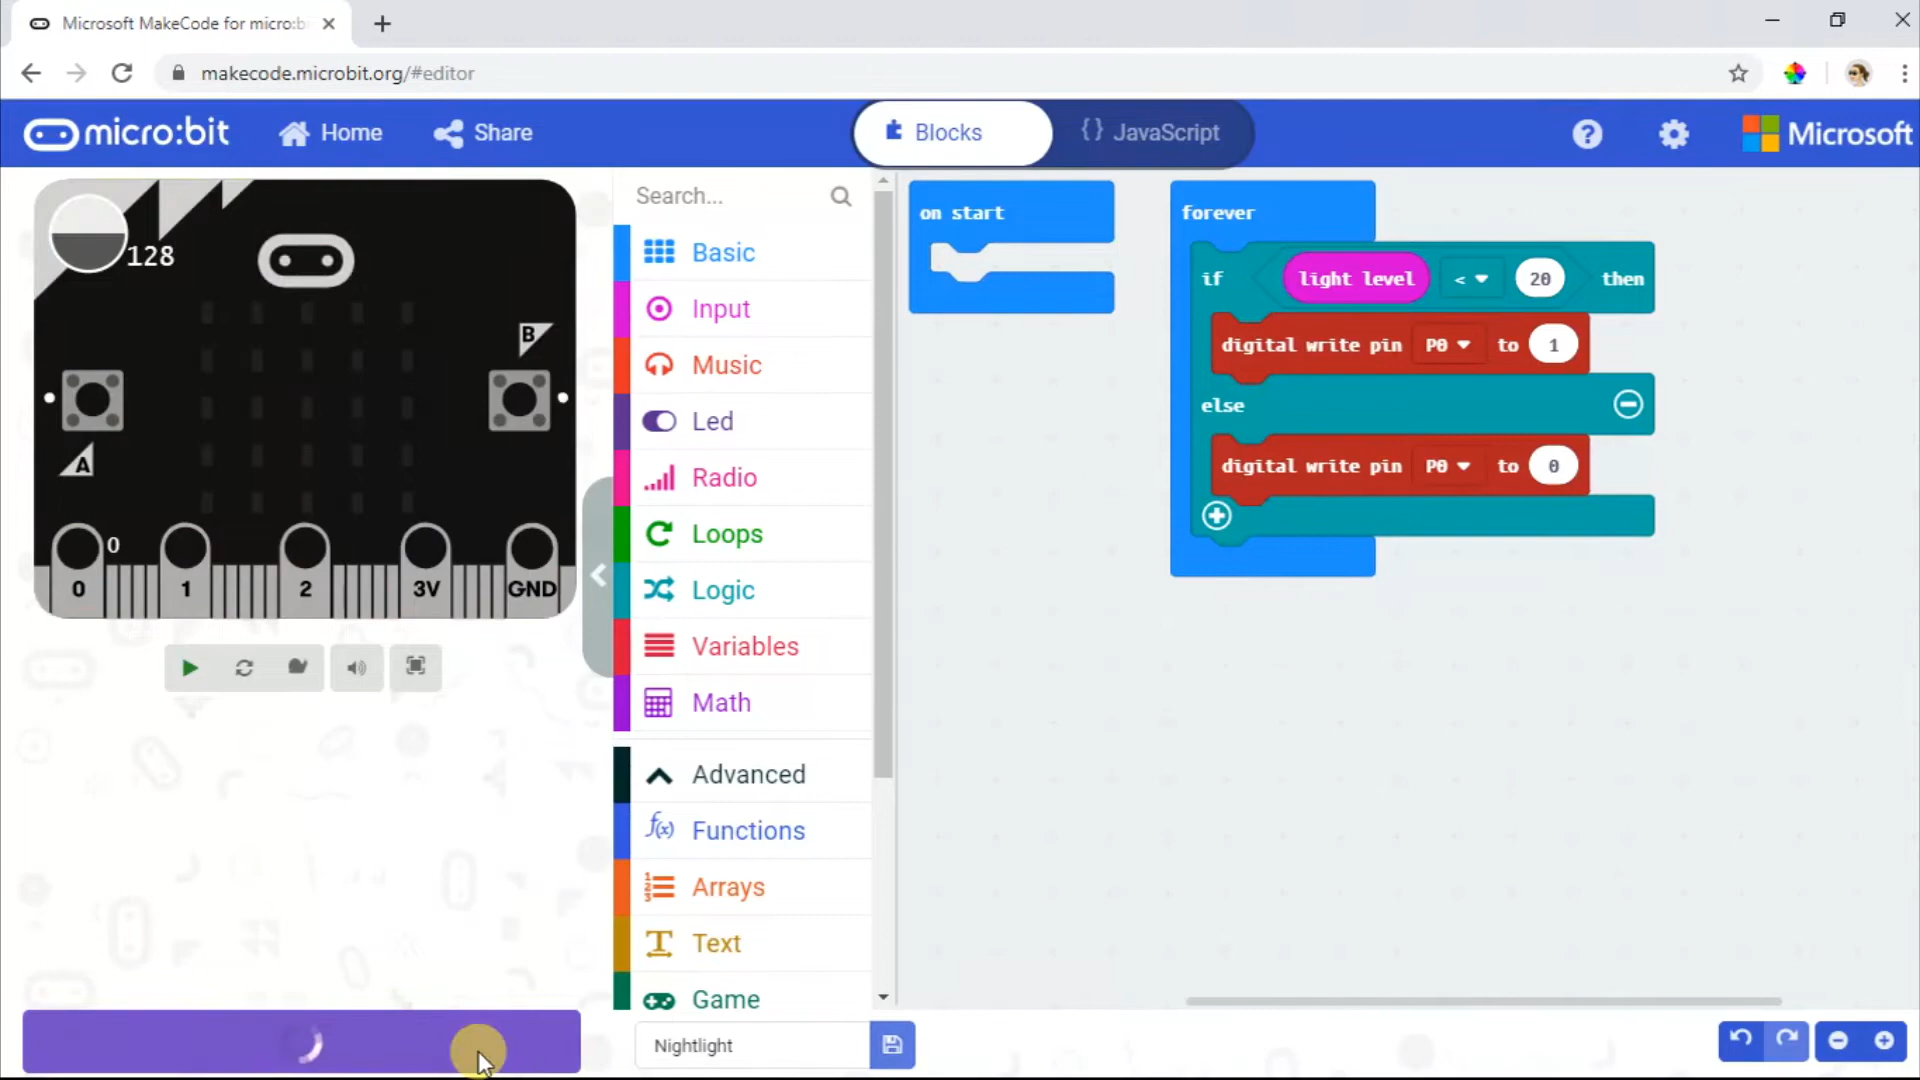 Microsoft MakeCode for micro:b
makecode.microbit.org/#editor
micro:bit
Home
Share
Blocks
{} JavaScript
?
Microsoft
128
B
A
0
0
1
2
3V
GND
Search...
Basic
Input
Music
Led
Radio
Loops
Logic
Variables
Math
Advanced
f(x) Functions
Arrays
Text
Game
on start
forever
if light level < 20 then
digital write pin P0 to 1
else
digital write pin P0 to 0
Nightlight